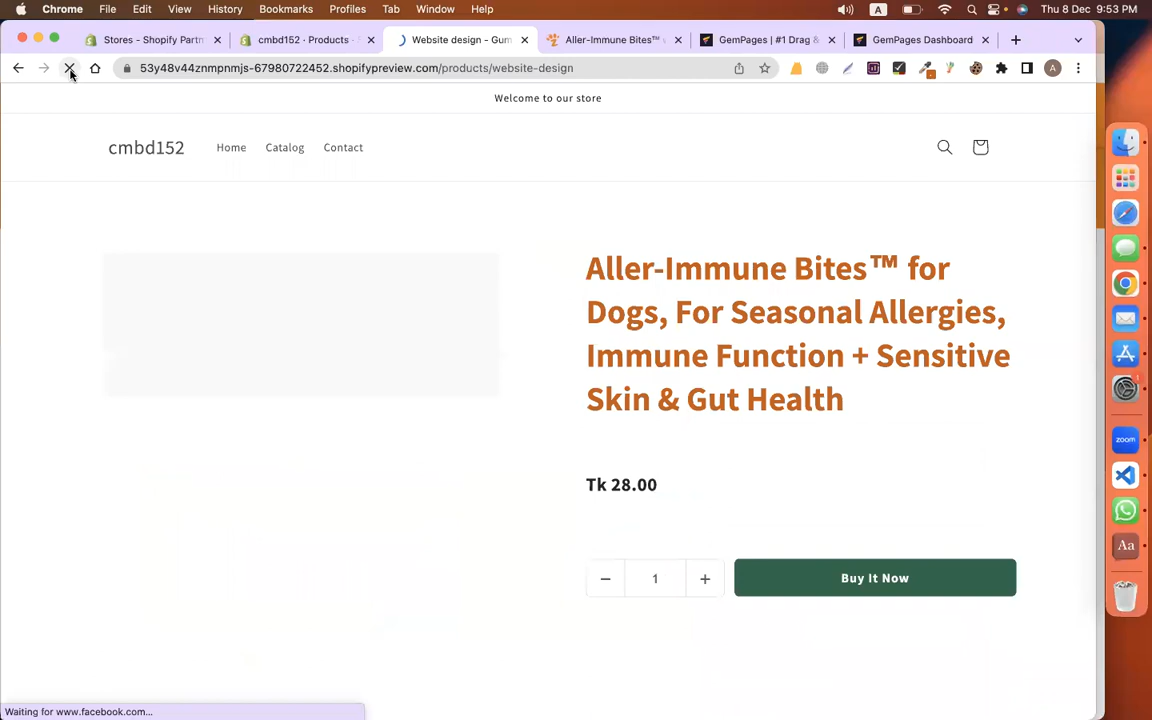 Chrome File Edit View History Bookmarks Profiles Tab Window Help A Thu 8 Dec 9:53 PM
Stores - Shopify Partn cmbd152 · Products · Website design - Gum Aller-Immune Bites™ GemPages | #1 Drag & GemPages Dashboard
53y48v44znmpnmjs-67980722452.shopifypreview.com/products/website-design A
Welcome to our store
cmbd152 Home Catalog Contact
Aller-Immune Bites™ for
Dogs, For Seasonal Allergies,
Immune Function + Sensitive
Skin & Gut Health
Tk 28.00
− 1 + Buy It Now
zoom
Aa
Waiting for www.facebook.com...